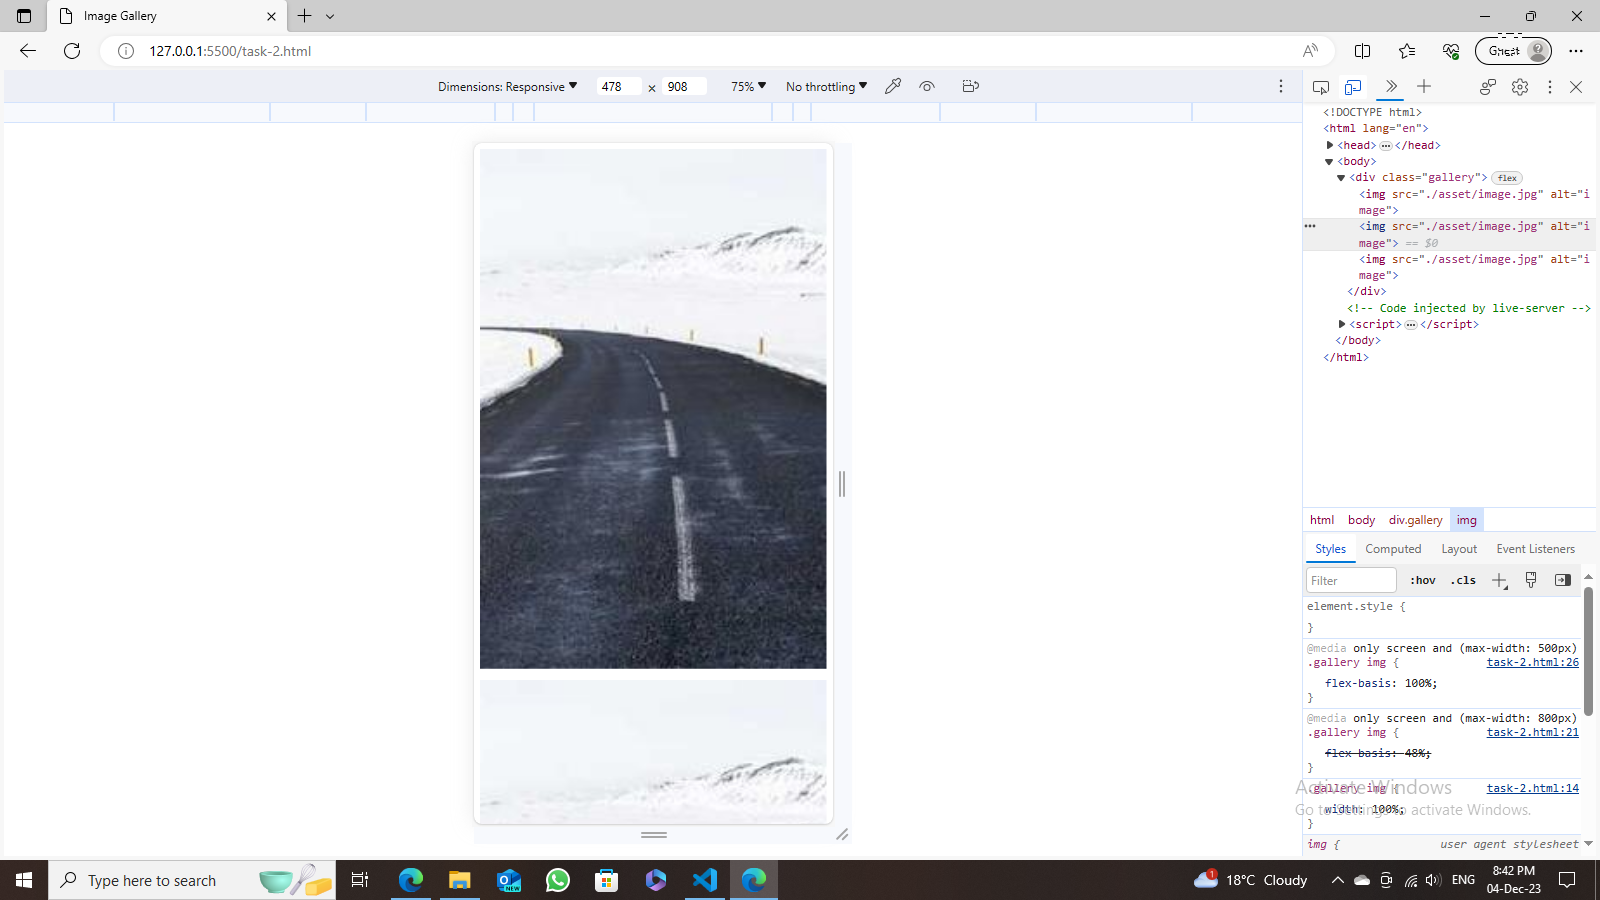 Image Gallery
127.0.0.1:5500/task-2.html
Guest
Dimensions: Responsive 478 x 908 75% No throttling
<!DOCTYPE html>
<html lang="en">
<head> ••• </head>
<body>
<div class="gallery"> flex
<img src="./asset/image.jpg" alt="i
mage">
<img src="./asset/image.jpg" alt="i
mage"> == $0
<img src="./asset/image.jpg" alt="i
mage">
</div>
<!-- Code injected by live-server -->
<script> ••• </script>
</body>
</html>
html body div.gallery img
Styles Computed Layout Event Listeners
Filter :hov .cls
element.style {
}
@media only screen and (max-width: 500px)
.gallery img { task-2.html:26
flex-basis: 100%;
}
@media only screen and (max-width: 800px)
.gallery img { task-2.html:21
flex-basis: 48%;
}
.gallery img { task-2.html:14
width: 100%;
}
Activate Windows
Go to Settings to activate Windows.
img { user agent stylesheet
Type here to search
NEW
1
18°C Cloudy
ENG
8:42 PM
04-Dec-23